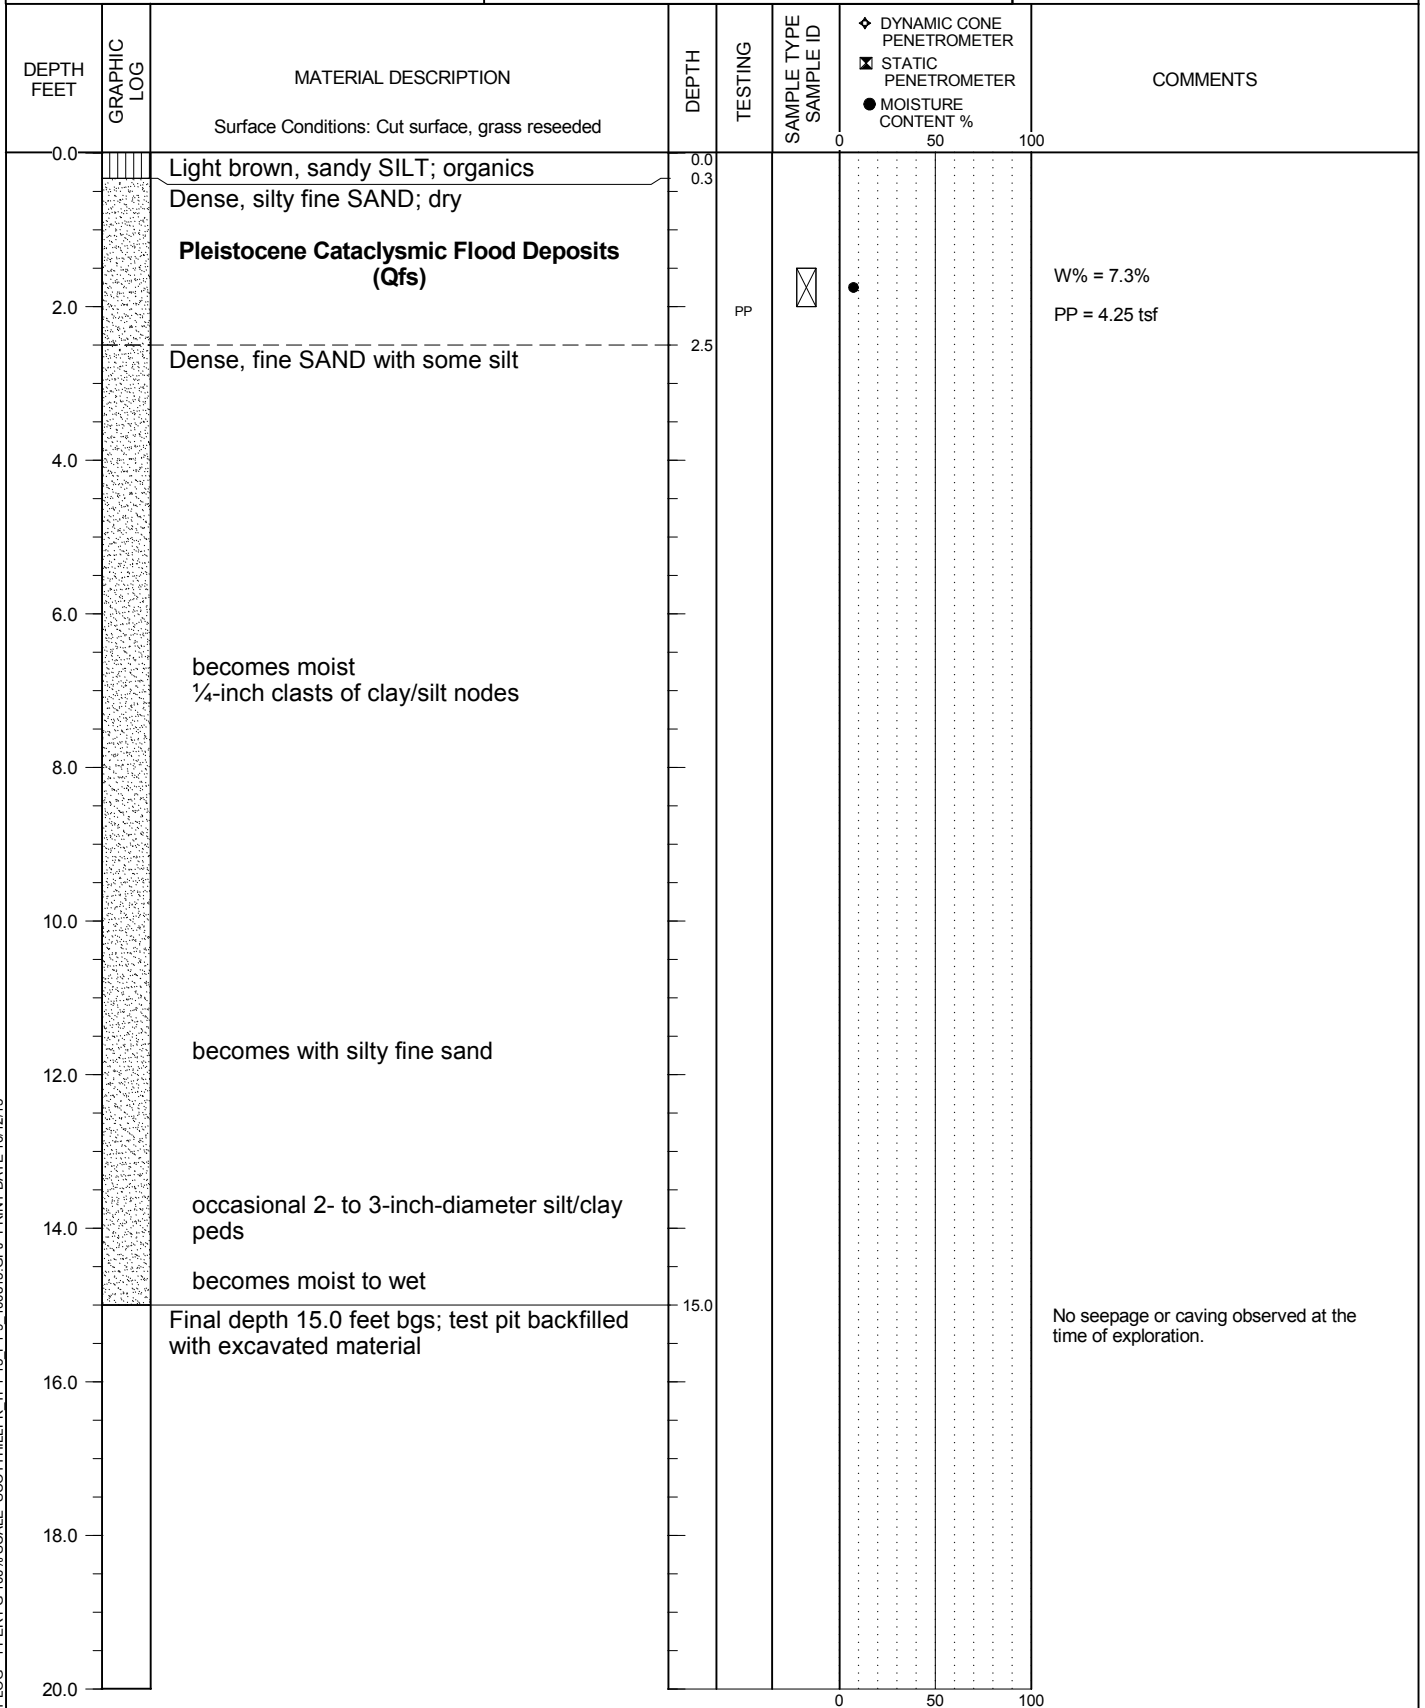 DEPTH
FEET
GRAPHIC
LOG
MATERIAL DESCRIPTION
Surface Conditions: Cut surface, grass reseeded
DEPTH
TESTING
SAMPLE TYPE
SAMPLE ID
DYNAMIC CONE
PENETROMETER
STATIC
PENETROMETER
MOISTURE
CONTENT %
0 50 100
COMMENTS
0.0
Light brown, sandy SILT; organics
0.0
0.3
Dense, silty fine SAND; dry
Pleistocene Cataclysmic Flood Deposits
(Qfs)
W% = 7.3%
2.0
PP
PP = 4.25 tsf
2.5
Dense, fine SAND with some silt
4.0
6.0
becomes moist
¼-inch clasts of clay/silt nodes
8.0
10.0
becomes with silty fine sand
12.0
occasional 2- to 3-inch-diameter silt/clay
peds
14.0
becomes moist to wet
15.0
Final depth 15.0 feet bgs; test pit backfilled
with excavated material
No seepage or caving observed at the
time of exploration.
16.0
18.0
20.0
0 50 100